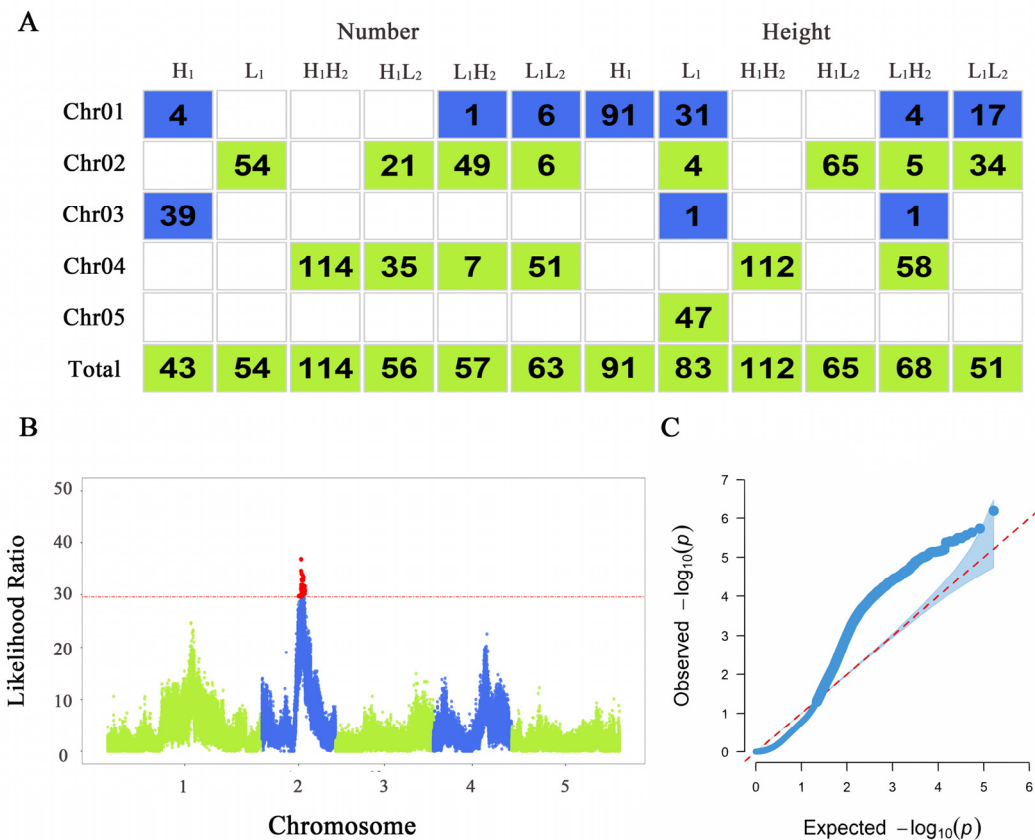 A
Number Height
H₁ L₁ H₁H₂ H₁L₂ L₁H₂ L₁L₂ H₁ L₁ H₁H₂ H₁L₂ L₁H₂ L₁L₂
Chr01 4 1 6 91 31 4 17
Chr02 54 21 49 6 4 65 5 34
Chr03 39 1 1
Chr04 114 35 7 51 112 58
Chr05 47
Total 43 54 114 56 57 63 91 83 112 65 68 51
B
50
40
30
20
10
0
Likelihood Ratio
1 2 3 4 5
Chromosome
C
7
6
5
4
3
2
1
0
Observed −log₁₀(p)
0 1 2 3 4 5 6
Expected −log₁₀(p)